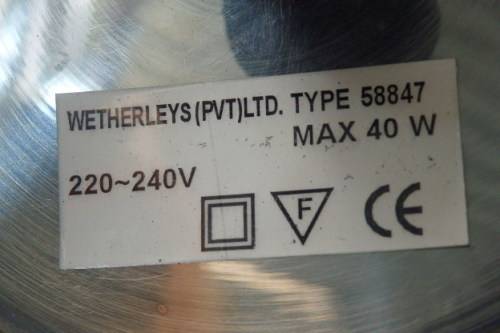 WETHERLEYS(PVT)LTD. TYPE 58847
MAX 40 W
220~240V
F CE